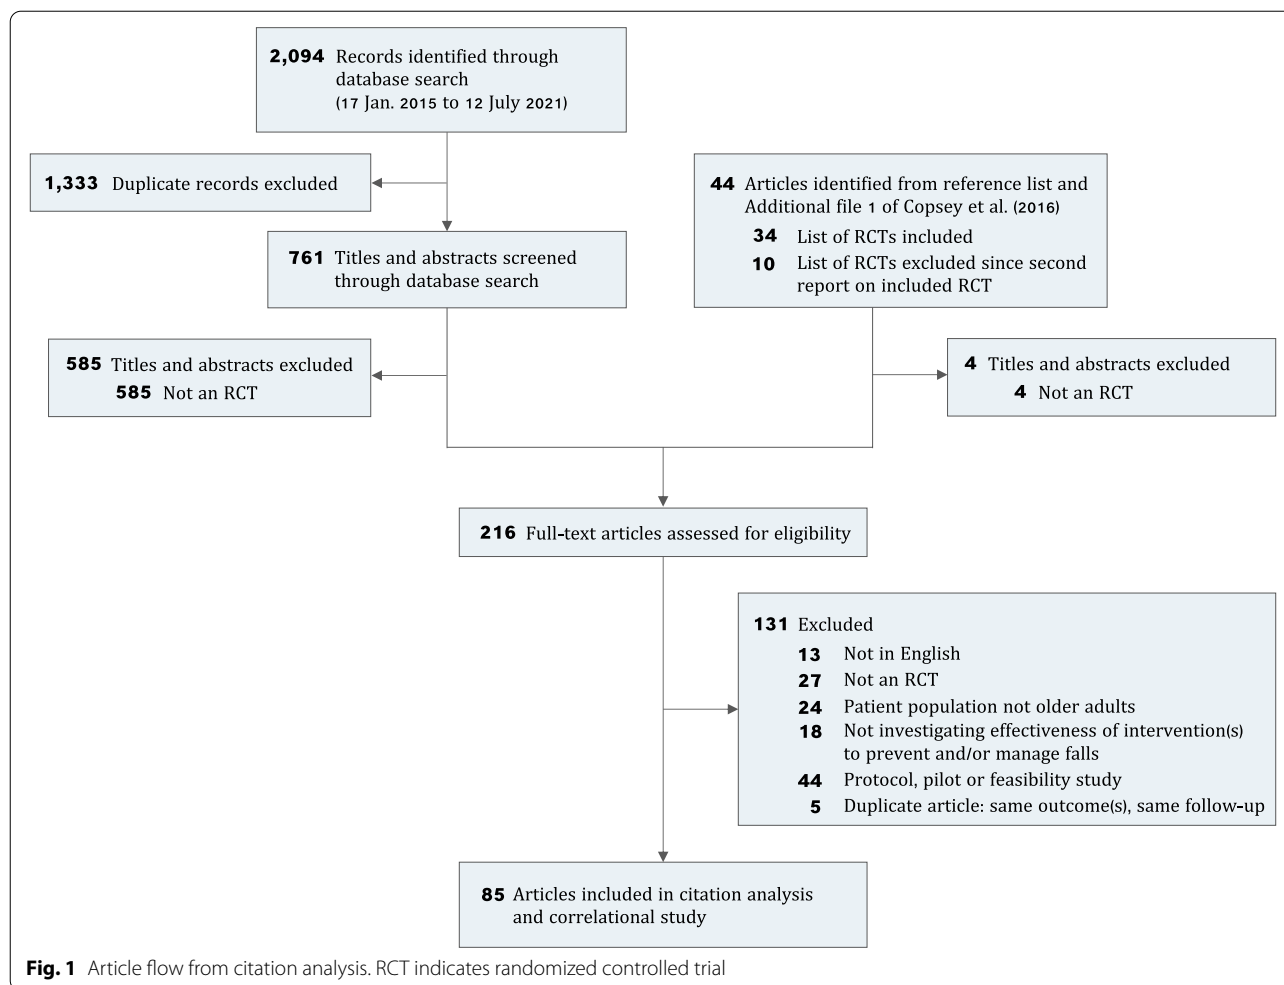 2,094 Records identified through
database search
(17 Jan. 2015 to 12 July 2021)
1,333 Duplicate records excluded
44 Articles identified from reference list and
Additional file 1 of Copsey et al. (2016)
34 List of RCTs included
10 List of RCTs excluded since second
report on included RCT
761 Titles and abstracts screened
through database search
585 Titles and abstracts excluded
585 Not an RCT
4 Titles and abstracts excluded
4 Not an RCT
216 Full-text articles assessed for eligibility
131 Excluded
13 Not in English
27 Not an RCT
24 Patient population not older adults
18 Not investigating effectiveness of intervention(s)
to prevent and/or manage falls
44 Protocol, pilot or feasibility study
5 Duplicate article: same outcome(s), same follow-up
85 Articles included in citation analysis
and correlational study
Fig. 1 Article flow from citation analysis. RCT indicates randomized controlled trial